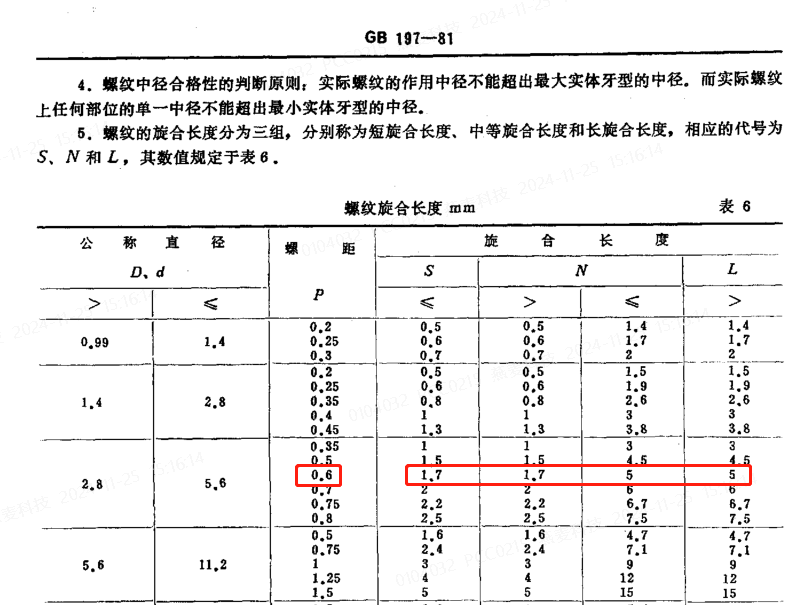 GB 197—81
4．螺纹中径合格性的判断原则：实际螺纹的作用中径不能超出最大实体牙型的中径。而实际螺纹
上任何部位的单一中径不能超出最小实体牙型的中径。
5．螺纹的旋合长度分为三组，分别称为短旋合长度、中等旋合长度和长旋合长度，相应的代号为
S、N 和 L，其数值规定于表 6．
螺纹旋合长度 mm 表 6
公称直径 螺距 旋合长度
D、d P S N L
> ≤ ≤ > ≤ >
0.2 0.5 0.5 1.4 1.4
0.99 1.4 0.25 0.6 0.6 1.7 1.7
0.3 0.7 0.7 2 2
0.2 0.5 0.5 1.5 1.5
0.25 0.6 0.6 1.9 1.9
1.4 2.8 0.35 0.8 0.8 2.6 2.6
0.4 1 1 3 3
0.45 1.3 1.3 3.8 3.8
0.35 1 1 3 3
0.5 1.5 1.5 4.5 4.5
0.6 1.7 1.7 5 5
2.8 5.6 0.7 2 2 6 6
0.75 2.2 2.2 6.7 6.7
0.8 2.5 2.5 7.5 7.5
0.5 1.6 1.6 4.7 4.7
0.75 2.4 2.4 7.1 7.1
5.6 11.2 1 3 3 9 9
1.25 4 4 12 12
1.5 5 5 15 15